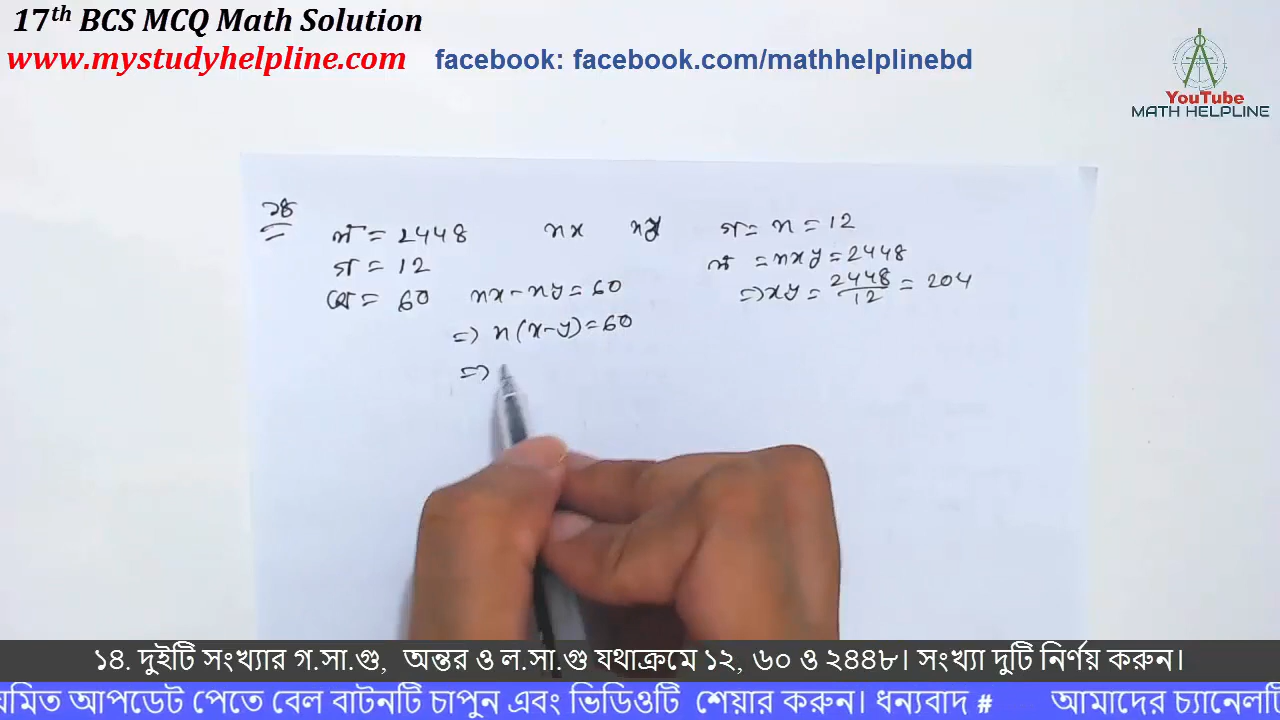 17th BCS MCQ Math Solution
www.mystudyhelpline.com facebook: facebook.com/mathhelplinebd
YouTube
MATH HELPLINE
১৪
ল = 2448 nx ny গ = n = 12
গ = 12 ল = nxy = 2448
অ = 60 nx - ny = 60 => xy = 2448/12 = 204
=> n(x-y) = 60
=>
১৪. দুইটি সংখ্যার গ.সা.গু, অন্তর ও ল.সা.গু যথাক্রমে ১২, ৬০ ও ২৪৪৮। সংখ্যা দুটি নির্ণয় করুন।
য়মিত আপডেট পেতে বেল বাটনটি চাপুন এবং ভিডিওটি শেয়ার করুন। ধন্যবাদ # আমাদের চ্যানেলটি